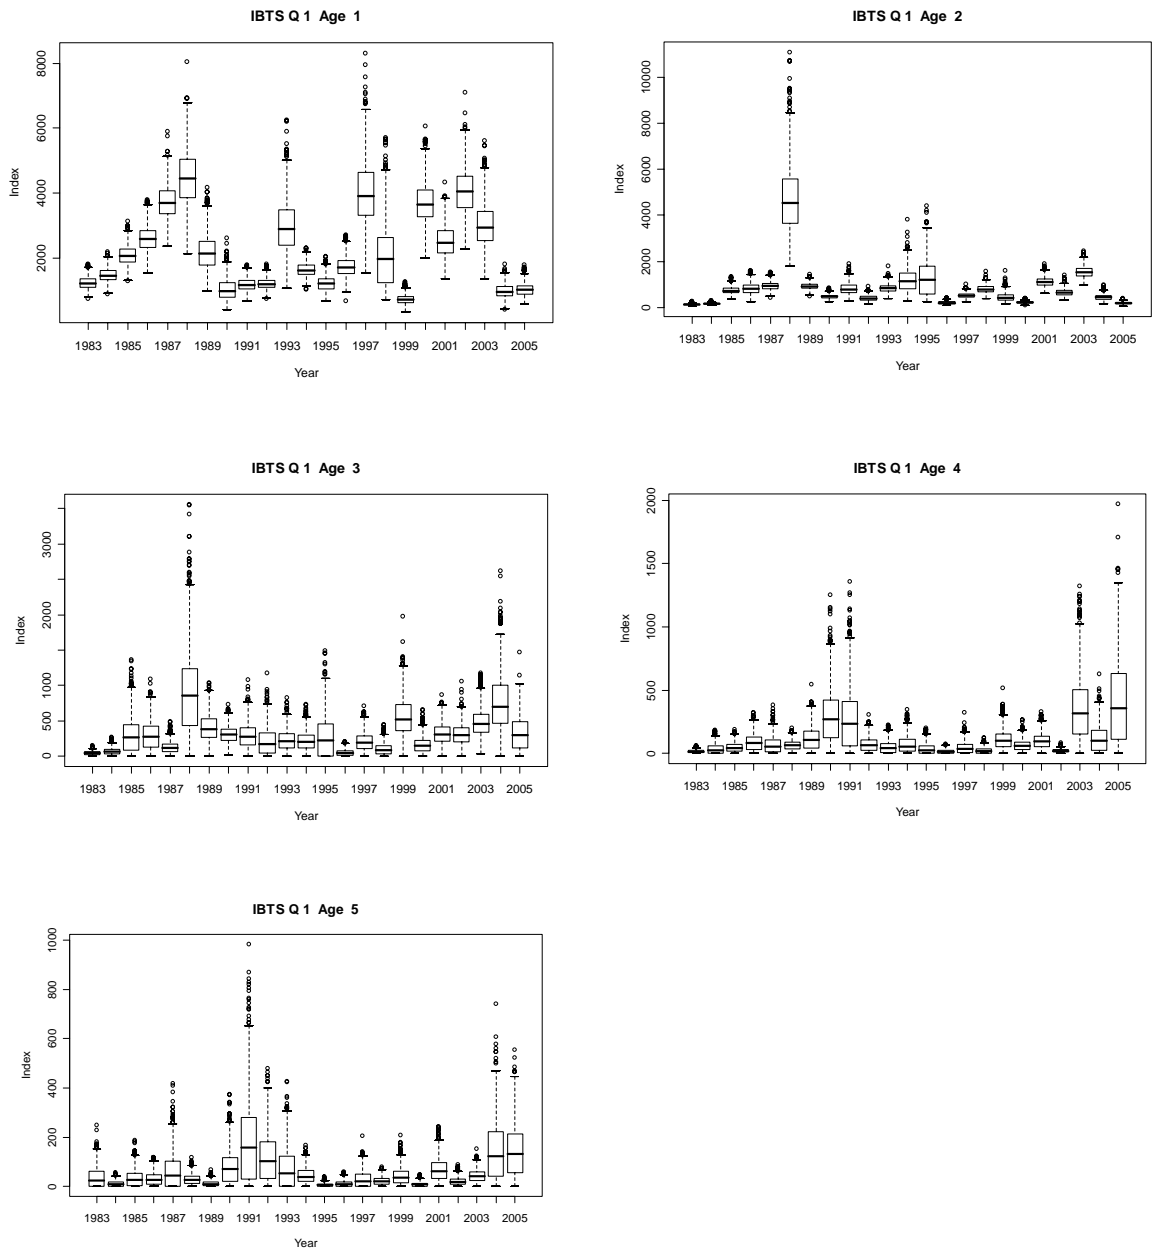 IBTS Q 1 Age 1
Index
2000 4000 6000 8000
1983 1985 1987 1989 1991 1993 1995 1997 1999 2001 2003 2005
Year
IBTS Q 1 Age 2
Index
0 2000 4000 6000 8000 10000
1983 1985 1987 1989 1991 1993 1995 1997 1999 2001 2003 2005
Year
IBTS Q 1 Age 3
Index
0 500 1000 2000 3000
1983 1985 1987 1989 1991 1993 1995 1997 1999 2001 2003 2005
Year
IBTS Q 1 Age 4
Index
0 500 1000 1500 2000
1983 1985 1987 1989 1991 1993 1995 1997 1999 2001 2003 2005
Year
IBTS Q 1 Age 5
Index
0 200 400 600 800 1000
1983 1985 1987 1989 1991 1993 1995 1997 1999 2001 2003 2005
Year